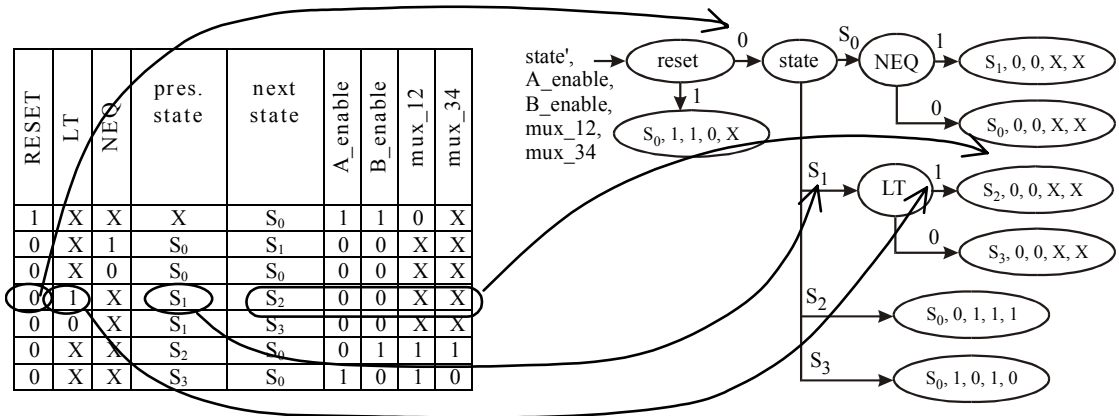 RESET LT NEQ pres. state next state A_enable B_enable mux_12 mux_34
1 X X X S₀ 1 1 0 X
0 X 1 S₀ S₁ 0 0 X X
0 X 0 S₀ S₀ 0 0 X X
0 1 X S₁ S₂ 0 0 X X
0 0 X S₁ S₃ 0 0 X X
0 X X S₂ S₀ 0 1 1 1
0 X X S₃ S₀ 1 0 1 0
state',
A_enable,
B_enable,
mux_12,
mux_34
reset
0
1
S₀, 1, 1, 0, X
state
S₀
NEQ
1
S₁, 0, 0, X, X
0
S₀, 0, 0, X, X
S₁
LT
1
S₂, 0, 0, X, X
0
S₃, 0, 0, X, X
S₂
S₀, 0, 1, 1, 1
S₃
S₀, 1, 0, 1, 0